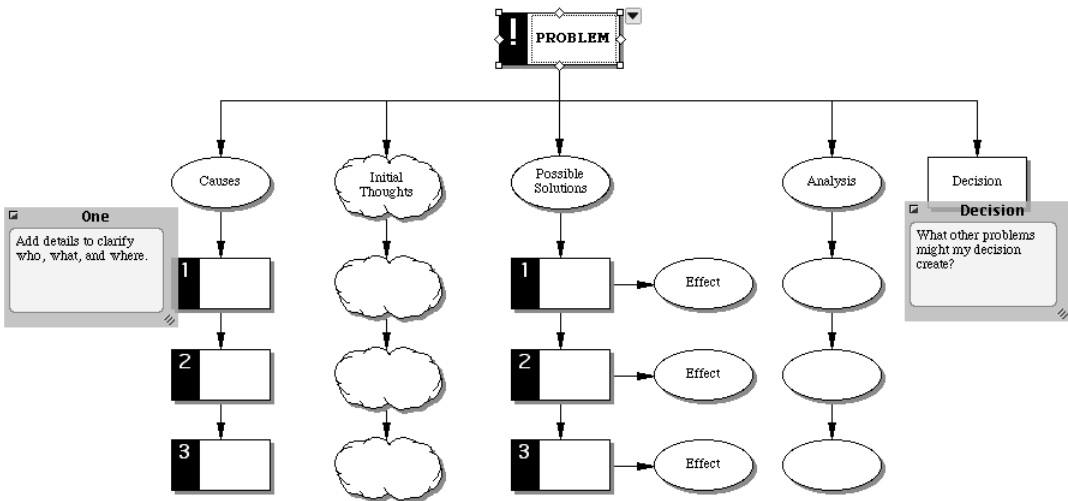 ! PROBLEM
Causes
Initial
Thoughts
Possible
Solutions
Analysis
Decision
One
Add details to clarify
who, what, and where.
Decision
What other problems
might my decision
create?
1
1
Effect
2
2
Effect
3
3
Effect